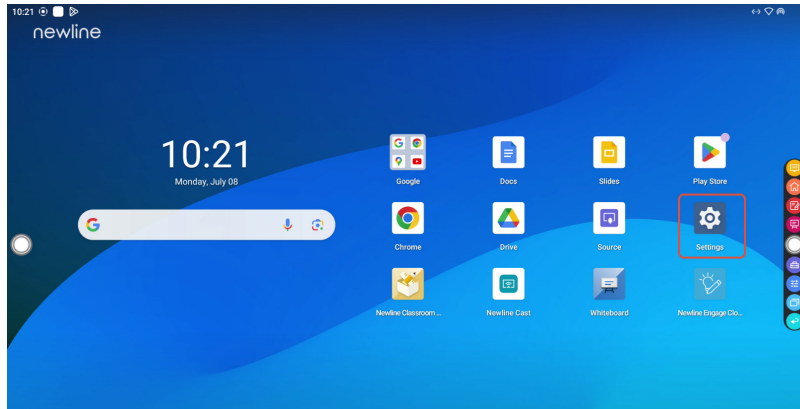 10:21
newline
10:21
Monday, July 08
Google
Docs
Slides
Play Store
Chrome
Drive
Source
Settings
Newline Classroom ...
Newline Cast
Whiteboard
Newline Engage Clo...